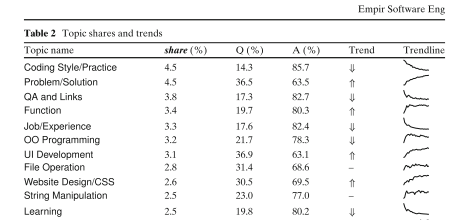 Empir Software Eng
Table 2 Topic shares and trends
Topic name share (%) Q (%) A (%) Trend Trendline
Coding Style/Practice 4.5 14.3 85.7 ⇓
Problem/Solution 4.5 36.5 63.5 ⇑
QA and Links 3.8 17.3 82.7 ⇓
Function 3.4 19.7 80.3 ⇑
Job/Experience 3.3 17.6 82.4 ⇓
OO Programming 3.2 21.7 78.3 ⇓
UI Development 3.1 36.9 63.1 ⇑
File Operation 2.8 31.4 68.6 –
Website Design/CSS 2.6 30.5 69.5 ⇑
String Manipulation 2.5 23.0 77.0 –
Learning 2.5 19.8 80.2 ⇓